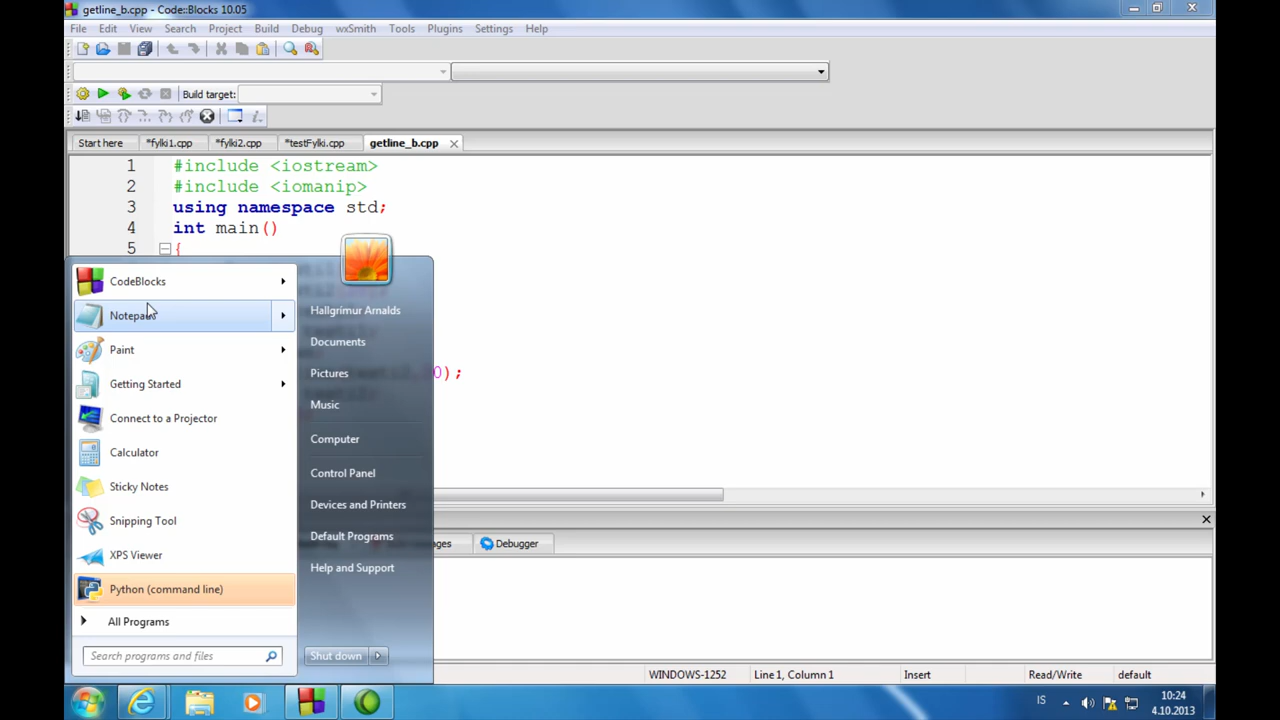 getline_b.cpp - Code::Blocks 10.05
File Edit View Search Project Build Debug wxSmith Tools Plugins Settings Help
Build target:
Start here *fylki1.cpp *fylki2.cpp *testFylki.cpp getline_b.cpp
1 #include <iostream>
2 #include <iomanip>
3 using namespace std;
4 int main()
5 {
0);
CodeBlocks
Notepad
Paint
Getting Started
Connect to a Projector
Calculator
Sticky Notes
Snipping Tool
XPS Viewer
Python (command line)
All Programs
Search programs and files
Hallgrimur Arnalds
Documents
Pictures
Music
Computer
Control Panel
Devices and Printers
Default Programs
Help and Support
Shut down
Debugger
WINDOWS-1252 Line 1, Column 1 Insert Read/Write default
IS
10:24
4.10.2013